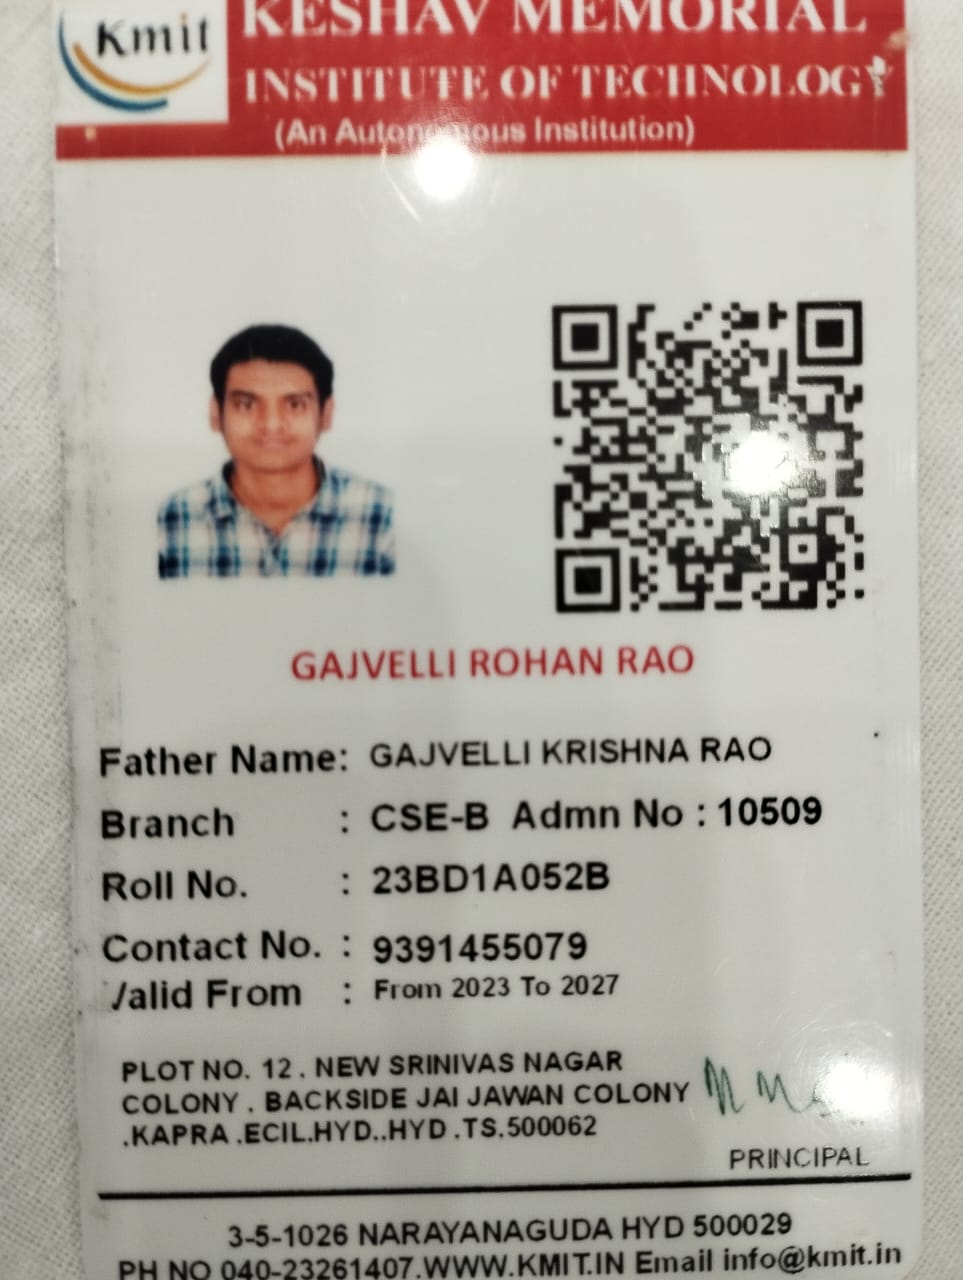 Kmit
KESHAV MEMORIAL
INSTITUTE OF TECHNOLOGY
(An Autonomous Institution)
GAJVELLI ROHAN RAO
Father Name: GAJVELLI KRISHNA RAO
Branch : CSE-B Admn No : 10509
Roll No. : 23BD1A052B
Contact No. : 9391455079
Valid From : From 2023 To 2027
PLOT NO. 12 . NEW SRINIVAS NAGAR
COLONY . BACKSIDE JAI JAWAN COLONY
.KAPRA .ECIL.HYD..HYD .TS.500062
PRINCIPAL
3-5-1026 NARAYANAGUDA HYD 500029
PH NO 040-23261407.WWW.KMIT.IN Email info@kmit.in